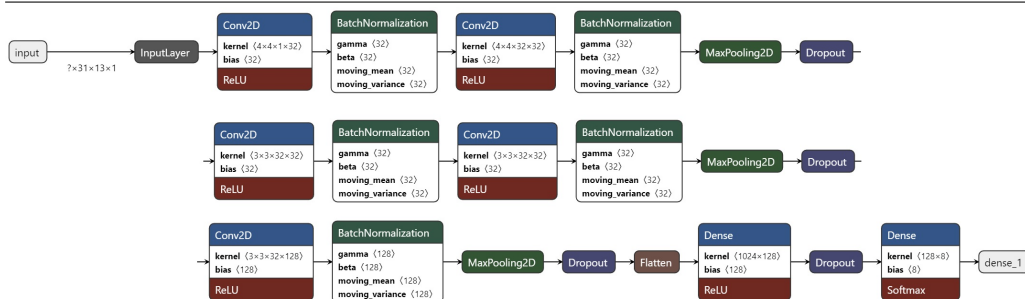 input
?×31×13×1
InputLayer
Conv2D
kernel ⟨4×4×1×32⟩
bias ⟨32⟩
ReLU
BatchNormalization
gamma ⟨32⟩
beta ⟨32⟩
moving_mean ⟨32⟩
moving_variance ⟨32⟩
Conv2D
kernel ⟨4×4×32×32⟩
bias ⟨32⟩
ReLU
BatchNormalization
gamma ⟨32⟩
beta ⟨32⟩
moving_mean ⟨32⟩
moving_variance ⟨32⟩
MaxPooling2D
Dropout
Conv2D
kernel ⟨3×3×32×32⟩
bias ⟨32⟩
ReLU
BatchNormalization
gamma ⟨32⟩
beta ⟨32⟩
moving_mean ⟨32⟩
moving_variance ⟨32⟩
Conv2D
kernel ⟨3×3×32×32⟩
bias ⟨32⟩
ReLU
BatchNormalization
gamma ⟨32⟩
beta ⟨32⟩
moving_mean ⟨32⟩
moving_variance ⟨32⟩
MaxPooling2D
Dropout
Conv2D
kernel ⟨3×3×32×128⟩
bias ⟨128⟩
ReLU
BatchNormalization
gamma ⟨128⟩
beta ⟨128⟩
moving_mean ⟨128⟩
moving_variance ⟨128⟩
MaxPooling2D
Dropout
Flatten
Dense
kernel ⟨1024×128⟩
bias ⟨128⟩
ReLU
Dropout
Dense
kernel ⟨128×8⟩
bias ⟨8⟩
Softmax
dense_1